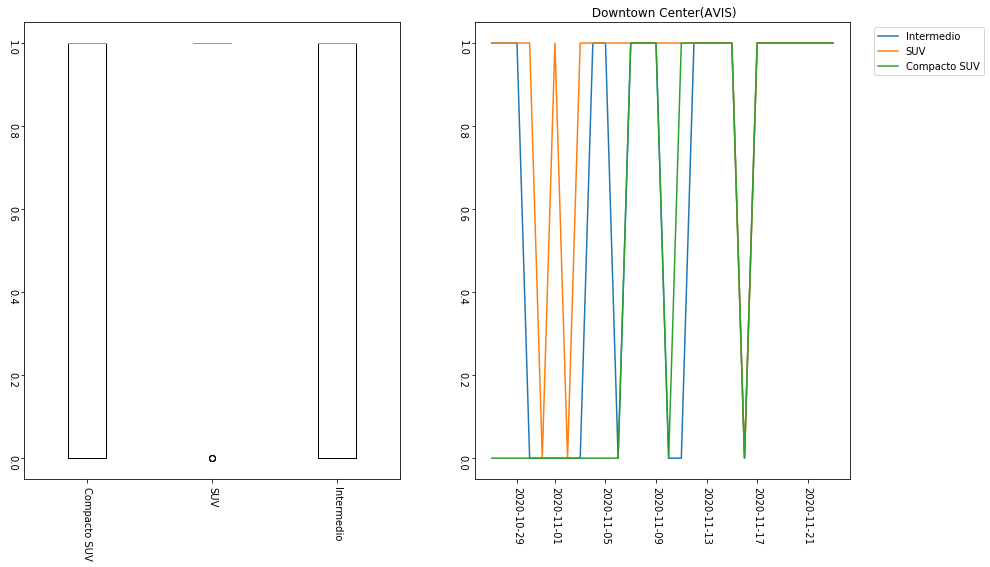 1.0
0.8
0.6
0.4
0.2
0.0
Compacto SUV
SUV
Intermedio
Downtown Center(AVIS)
1.0
0.8
0.6
0.4
0.2
0.0
2020-10-29
2020-11-01
2020-11-05
2020-11-09
2020-11-13
2020-11-17
2020-11-21
Intermedio
SUV
Compacto SUV